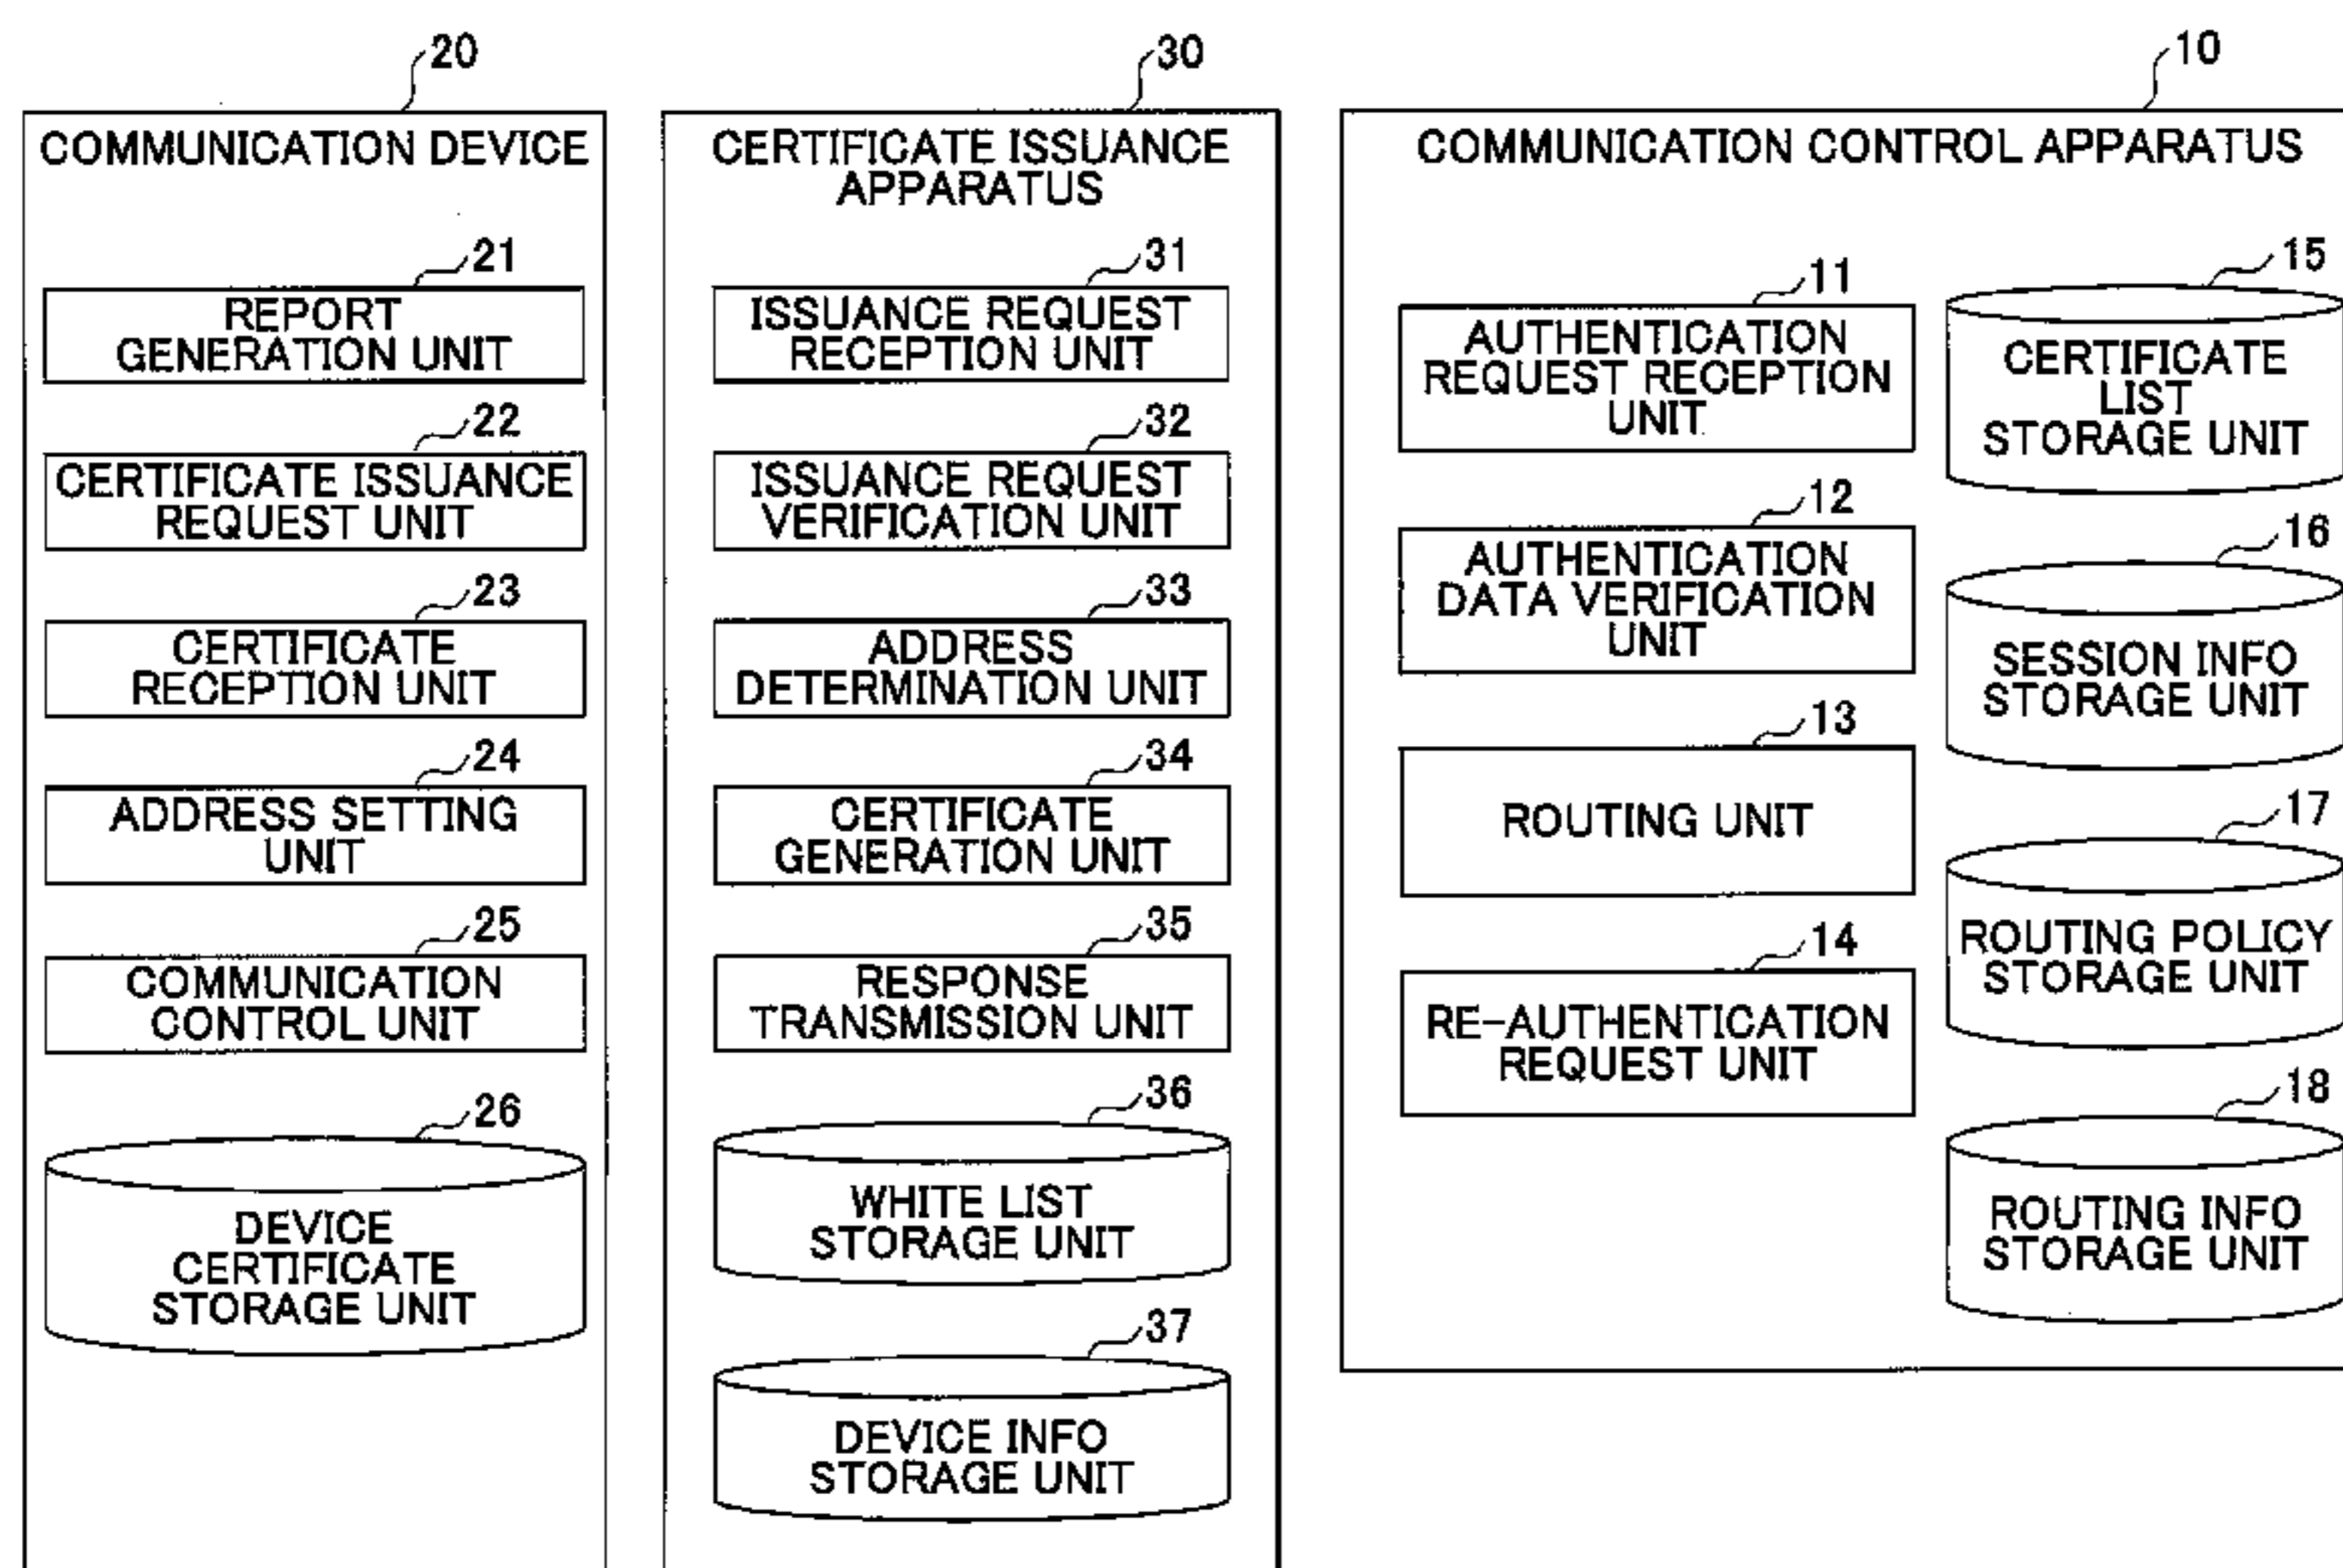 20
COMMUNICATION DEVICE
21
REPORT
GENERATION UNIT
22
CERTIFICATE ISSUANCE
REQUEST UNIT
23
CERTIFICATE
RECEPTION UNIT
24
ADDRESS SETTING
UNIT
25
COMMUNICATION
CONTROL UNIT
26
DEVICE
CERTIFICATE
STORAGE UNIT
30
CERTIFICATE ISSUANCE
APPARATUS
31
ISSUANCE REQUEST
RECEPTION UNIT
32
ISSUANCE REQUEST
VERIFICATION UNIT
33
ADDRESS
DETERMINATION UNIT
34
CERTIFICATE
GENERATION UNIT
35
RESPONSE
TRANSMISSION UNIT
36
WHITE LIST
STORAGE UNIT
37
DEVICE INFO
STORAGE UNIT
10
COMMUNICATION CONTROL APPARATUS
11
AUTHENTICATION
REQUEST RECEPTION
UNIT
12
AUTHENTICATION
DATA VERIFICATION
UNIT
13
ROUTING UNIT
14
RE-AUTHENTICATION
REQUEST UNIT
15
CERTIFICATE
LIST
STORAGE UNIT
16
SESSION INFO
STORAGE UNIT
17
ROUTING POLICY
STORAGE UNIT
18
ROUTING INFO
STORAGE UNIT